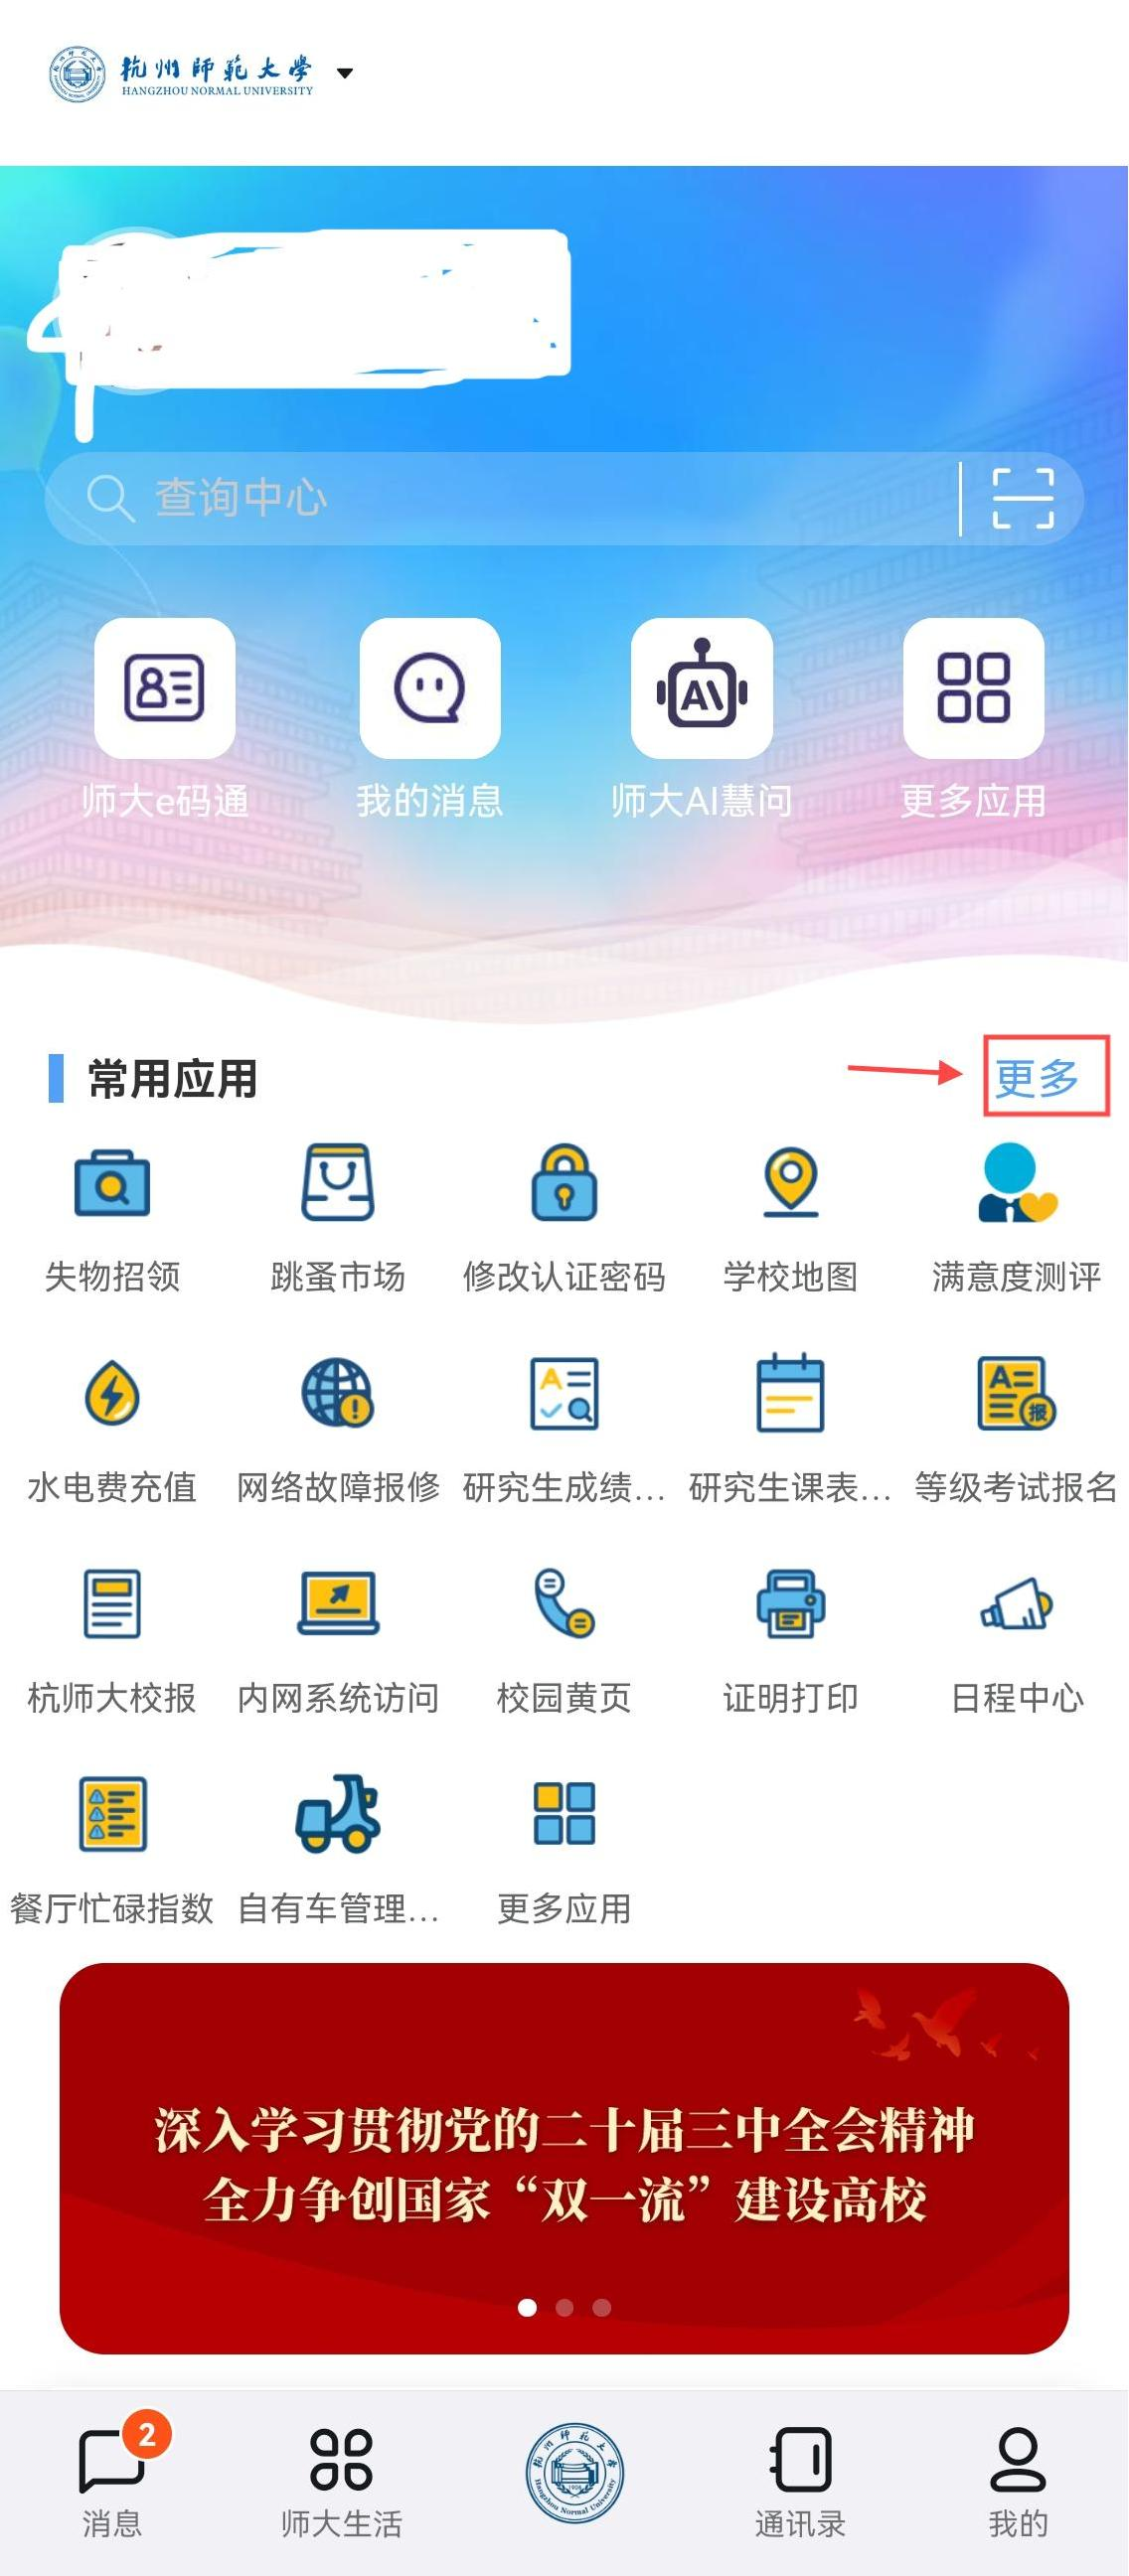 杭州師範大學
HANGZHOU NORMAL UNIVERSITY
查询中心
师大e码通 我的消息 师大AI慧问 更多应用
常用应用 更多
失物招领 跳蚤市场 修改认证密码 学校地图 满意度测评
水电费充值 网络故障报修 研究生成绩... 研究生课表... 等级考试报名
杭师大校报 内网系统访问 校园黄页 证明打印 日程中心
餐厅忙碌指数 自有车管理... 更多应用
深入学习贯彻党的二十届三中全会精神
全力争创国家“双一流”建设高校
2
消息 师大生活 通讯录 我的